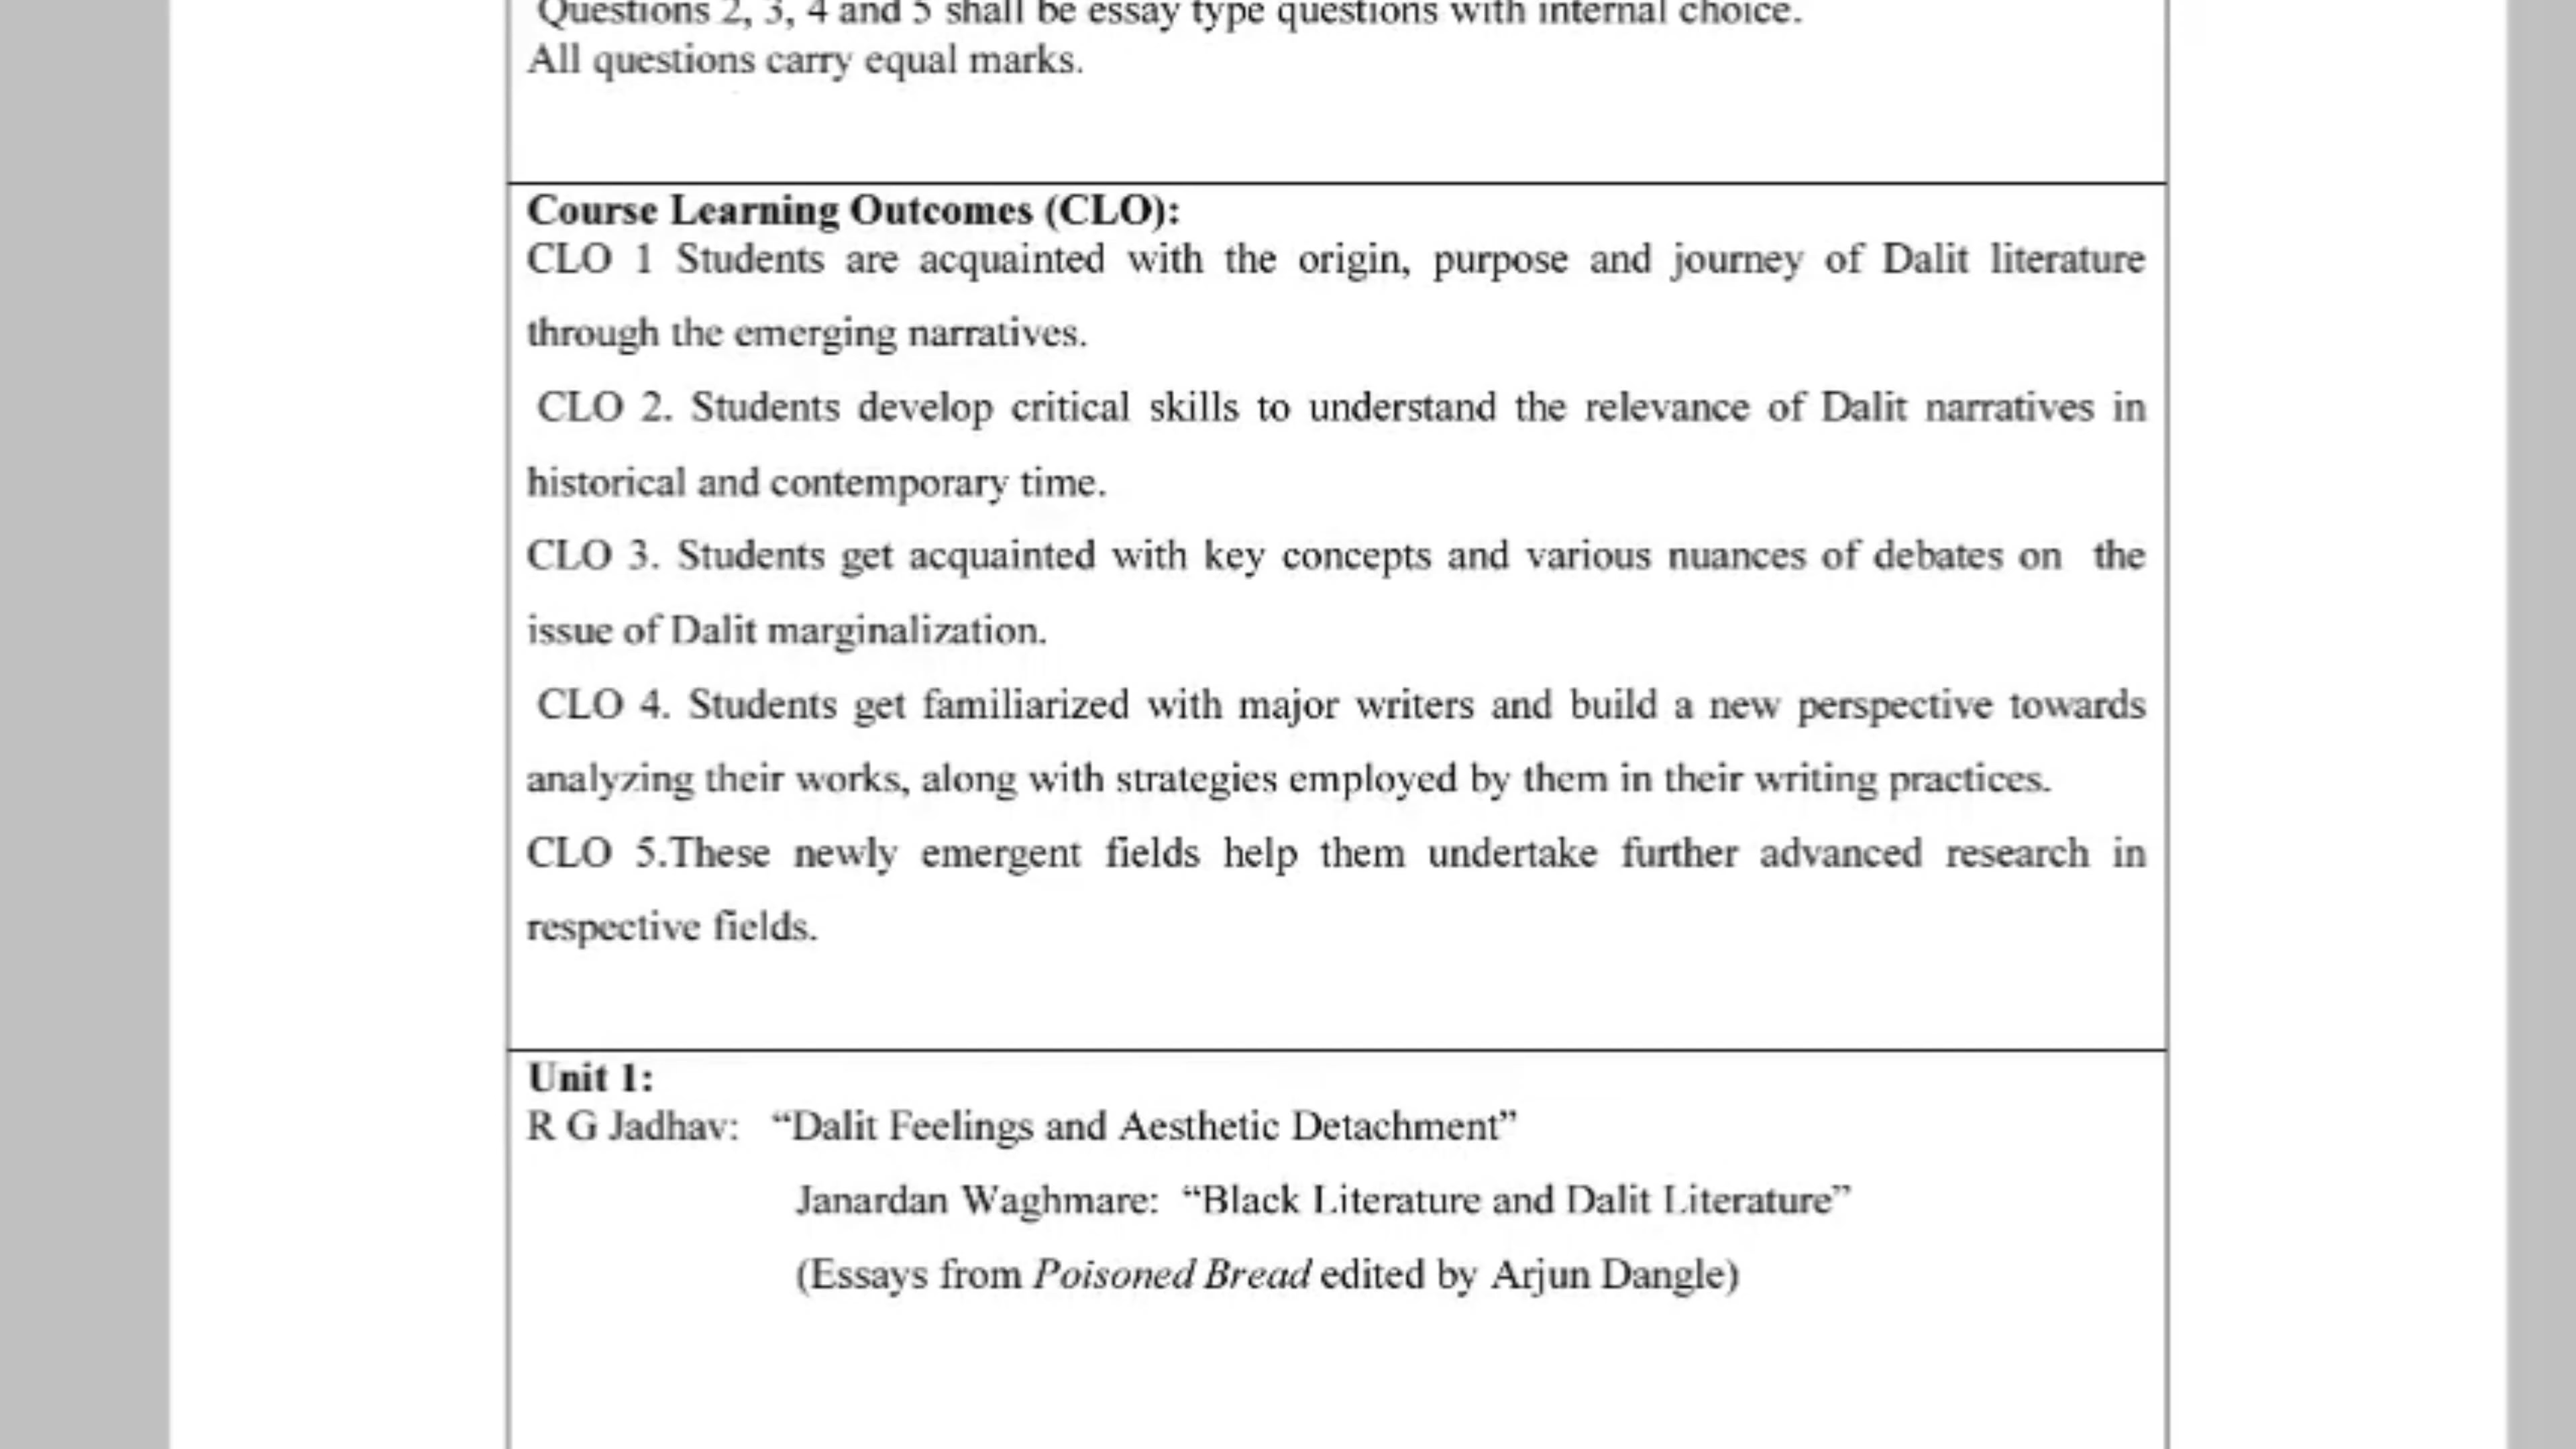 Questions 2, 3, 4 and 5 shall be essay type questions with internal choice.
All questions carry equal marks.
Course Learning Outcomes (CLO):
CLO 1 Students are acquainted with the origin, purpose and journey of Dalit literature
through the emerging narratives.
CLO 2. Students develop critical skills to understand the relevance of Dalit narratives in
historical and contemporary time.
CLO 3. Students get acquainted with key concepts and various nuances of debates on the
issue of Dalit marginalization.
CLO 4. Students get familiarized with major writers and build a new perspective towards
analyzing their works, along with strategies employed by them in their writing practices.
CLO 5.These newly emergent fields help them undertake further advanced research in
respective fields.
Unit 1:
R G Jadhav: “Dalit Feelings and Aesthetic Detachment”
Janardan Waghmare: “Black Literature and Dalit Literature”
(Essays from Poisoned Bread edited by Arjun Dangle)